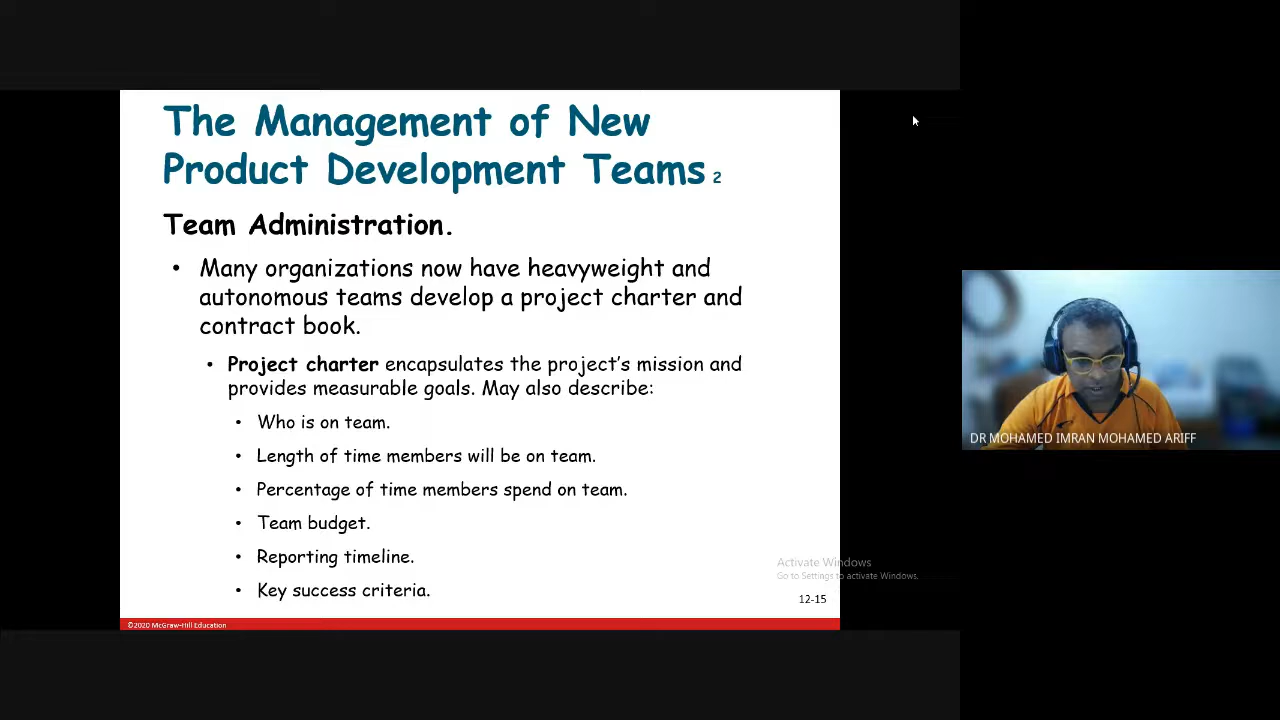 The Management of New
Product Development Teams 2
Team Administration.
• Many organizations now have heavyweight and
autonomous teams develop a project charter and
contract book.
• Project charter encapsulates the project's mission and
provides measurable goals. May also describe:
• Who is on team.
• Length of time members will be on team.
• Percentage of time members spend on team.
• Team budget.
• Reporting timeline.
• Key success criteria.
Activate Windows
Go to Settings to activate Windows.
12-15
©2020 McGraw-Hill Education
DR MOHAMED IMRAN MOHAMED ARIFF